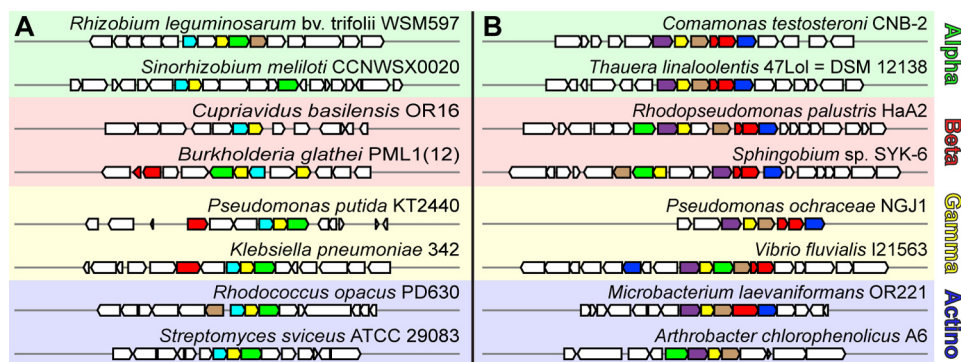 A
Rhizobium leguminosarum bv. trifolii WSM597
Sinorhizobium meliloti CCNWSX0020
Cupriavidus basilensis OR16
Burkholderia glathei PML1(12)
Pseudomonas putida KT2440
Klebsiella pneumoniae 342
Rhodococcus opacus PD630
Streptomyces sviceus ATCC 29083
B
Comamonas testosteroni CNB-2
Thauera linaloolentis 47Lol = DSM 12138
Rhodopseudomonas palustris HaA2
Sphingobium sp. SYK-6
Pseudomonas ochraceae NGJ1
Vibrio fluvialis I21563
Microbacterium laevaniformans OR221
Arthrobacter chlorophenolicus A6
Alpha
Beta
Gamma
Actino